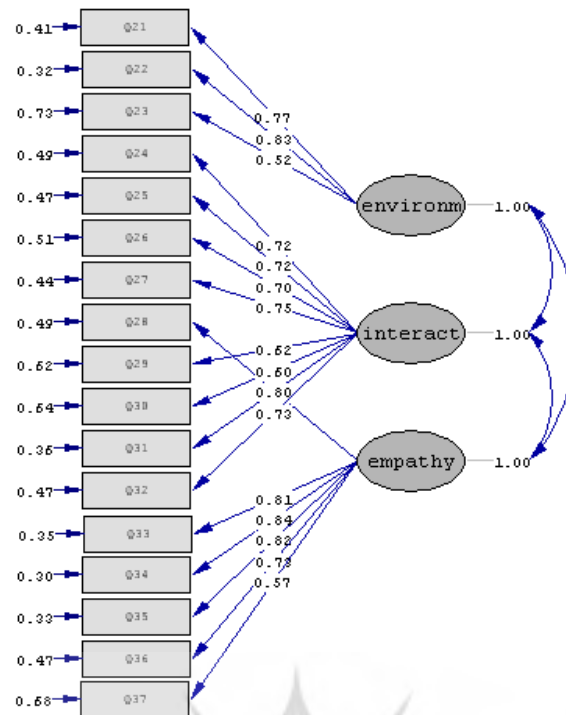 0.41 Q21
0.32 Q22
0.73 Q23
0.49 Q24
0.47 Q25
0.51 Q26
0.44 Q27
0.49 Q28
0.62 Q29
0.64 Q30
0.36 Q31
0.47 Q32
0.35 Q33
0.30 Q34
0.33 Q35
0.47 Q36
0.68 Q37
0.77
0.83
0.52
0.72
0.72
0.70
0.75
0.62
0.60
0.80
0.73
0.81
0.84
0.82
0.73
0.57
environm 1.00
interact 1.00
empathy 1.00